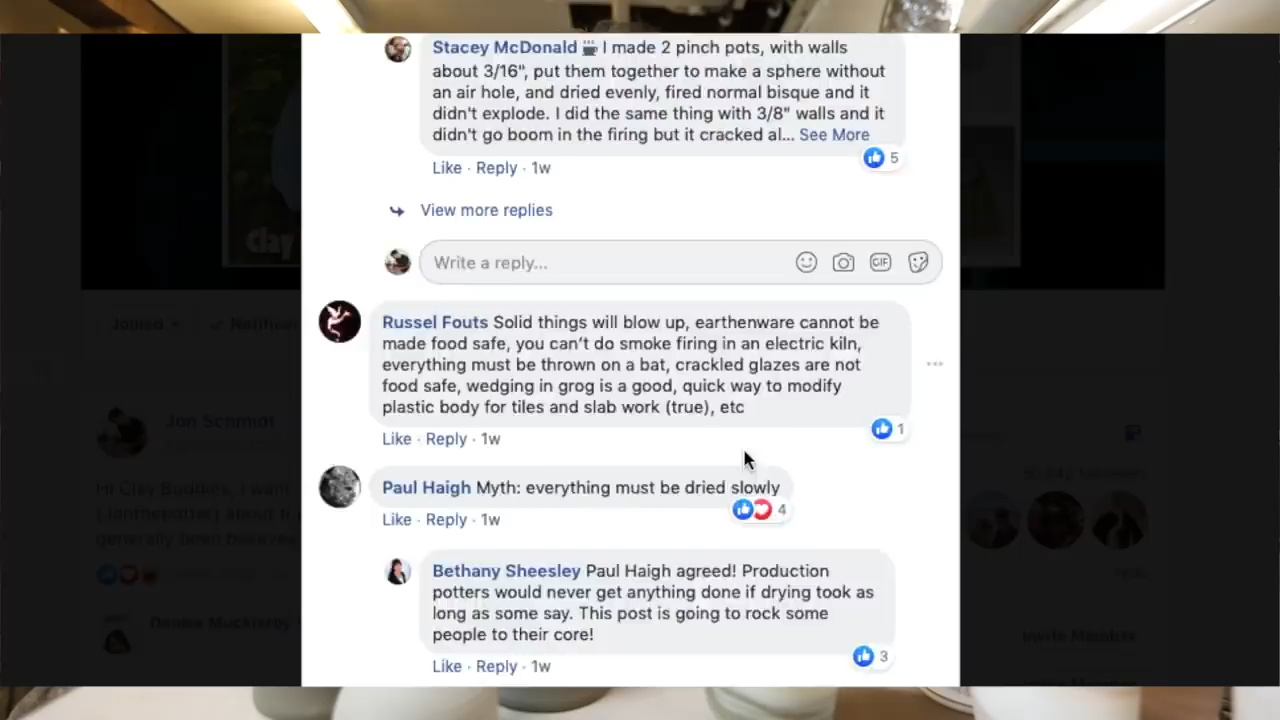 Stacey McDonald ☕ I made 2 pinch pots, with walls
about 3/16", put them together to make a sphere without
an air hole, and dried evenly, fired normal bisque and it
didn't explode. I did the same thing with 3/8" walls and it
didn't go boom in the firing but it cracked al... See More
5
Like · Reply · 1w
View more replies
Write a reply...
GIF
Russel Fouts Solid things will blow up, earthenware cannot be
made food safe, you can't do smoke firing in an electric kiln,
everything must be thrown on a bat, crackled glazes are not
food safe, wedging in grog is a good, quick way to modify
plastic body for tiles and slab work (true), etc
1
Like · Reply · 1w
Paul Haigh Myth: everything must be dried slowly
4
Like · Reply · 1w
Bethany Sheesley Paul Haigh agreed! Production
potters would never get anything done if drying took as
long as some say. This post is going to rock some
people to their core!
3
Like · Reply · 1w
Clay
Joined
Invite Member